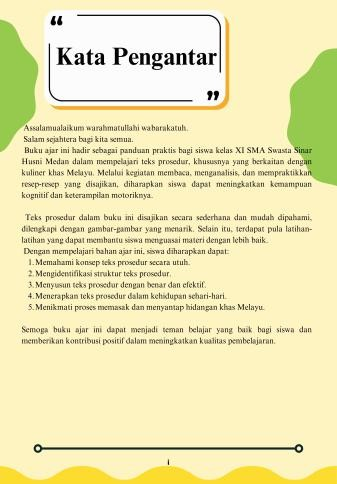 Kata Pengantar
Assalamualaikum warahmatullahi wabarakatuh.
Salam sejahtera bagi kita semua.
Buku ajar ini hadir sebagai panduan praktis bagi siswa kelas XI SMA Swasta Sinar
Husni Medan dalam mempelajari teks prosedur, khususnya yang berkaitan dengan
kuliner khas Melayu. Melalui kegiatan membaca, menganalisis, dan mempraktikkan
resep-resep yang disajikan, diharapkan siswa dapat meningkatkan kemampuan
kognitif dan keterampilan motoriknya.
Teks prosedur dalam buku ini disajikan secara sederhana dan mudah dipahami,
dilengkapi dengan gambar-gambar yang menarik. Selain itu, terdapat pula latihan-
latihan yang dapat membantu siswa menguasai materi dengan lebih baik.
Dengan mempelajari bahan ajar ini, siswa diharapkan dapat:
1. Memahami konsep teks prosedur secara utuh.
2. Mengidentifikasi struktur teks prosedur.
3. Menyusun teks prosedur dengan benar dan efektif.
4. Menerapkan teks prosedur dalam kehidupan sehari-hari.
5. Menikmati proses memasak dan menyantap hidangan khas Melayu.
Semoga buku ajar ini dapat menjadi teman belajar yang baik bagi siswa dan
memberikan kontribusi positif dalam meningkatkan kualitas pembelajaran.
i